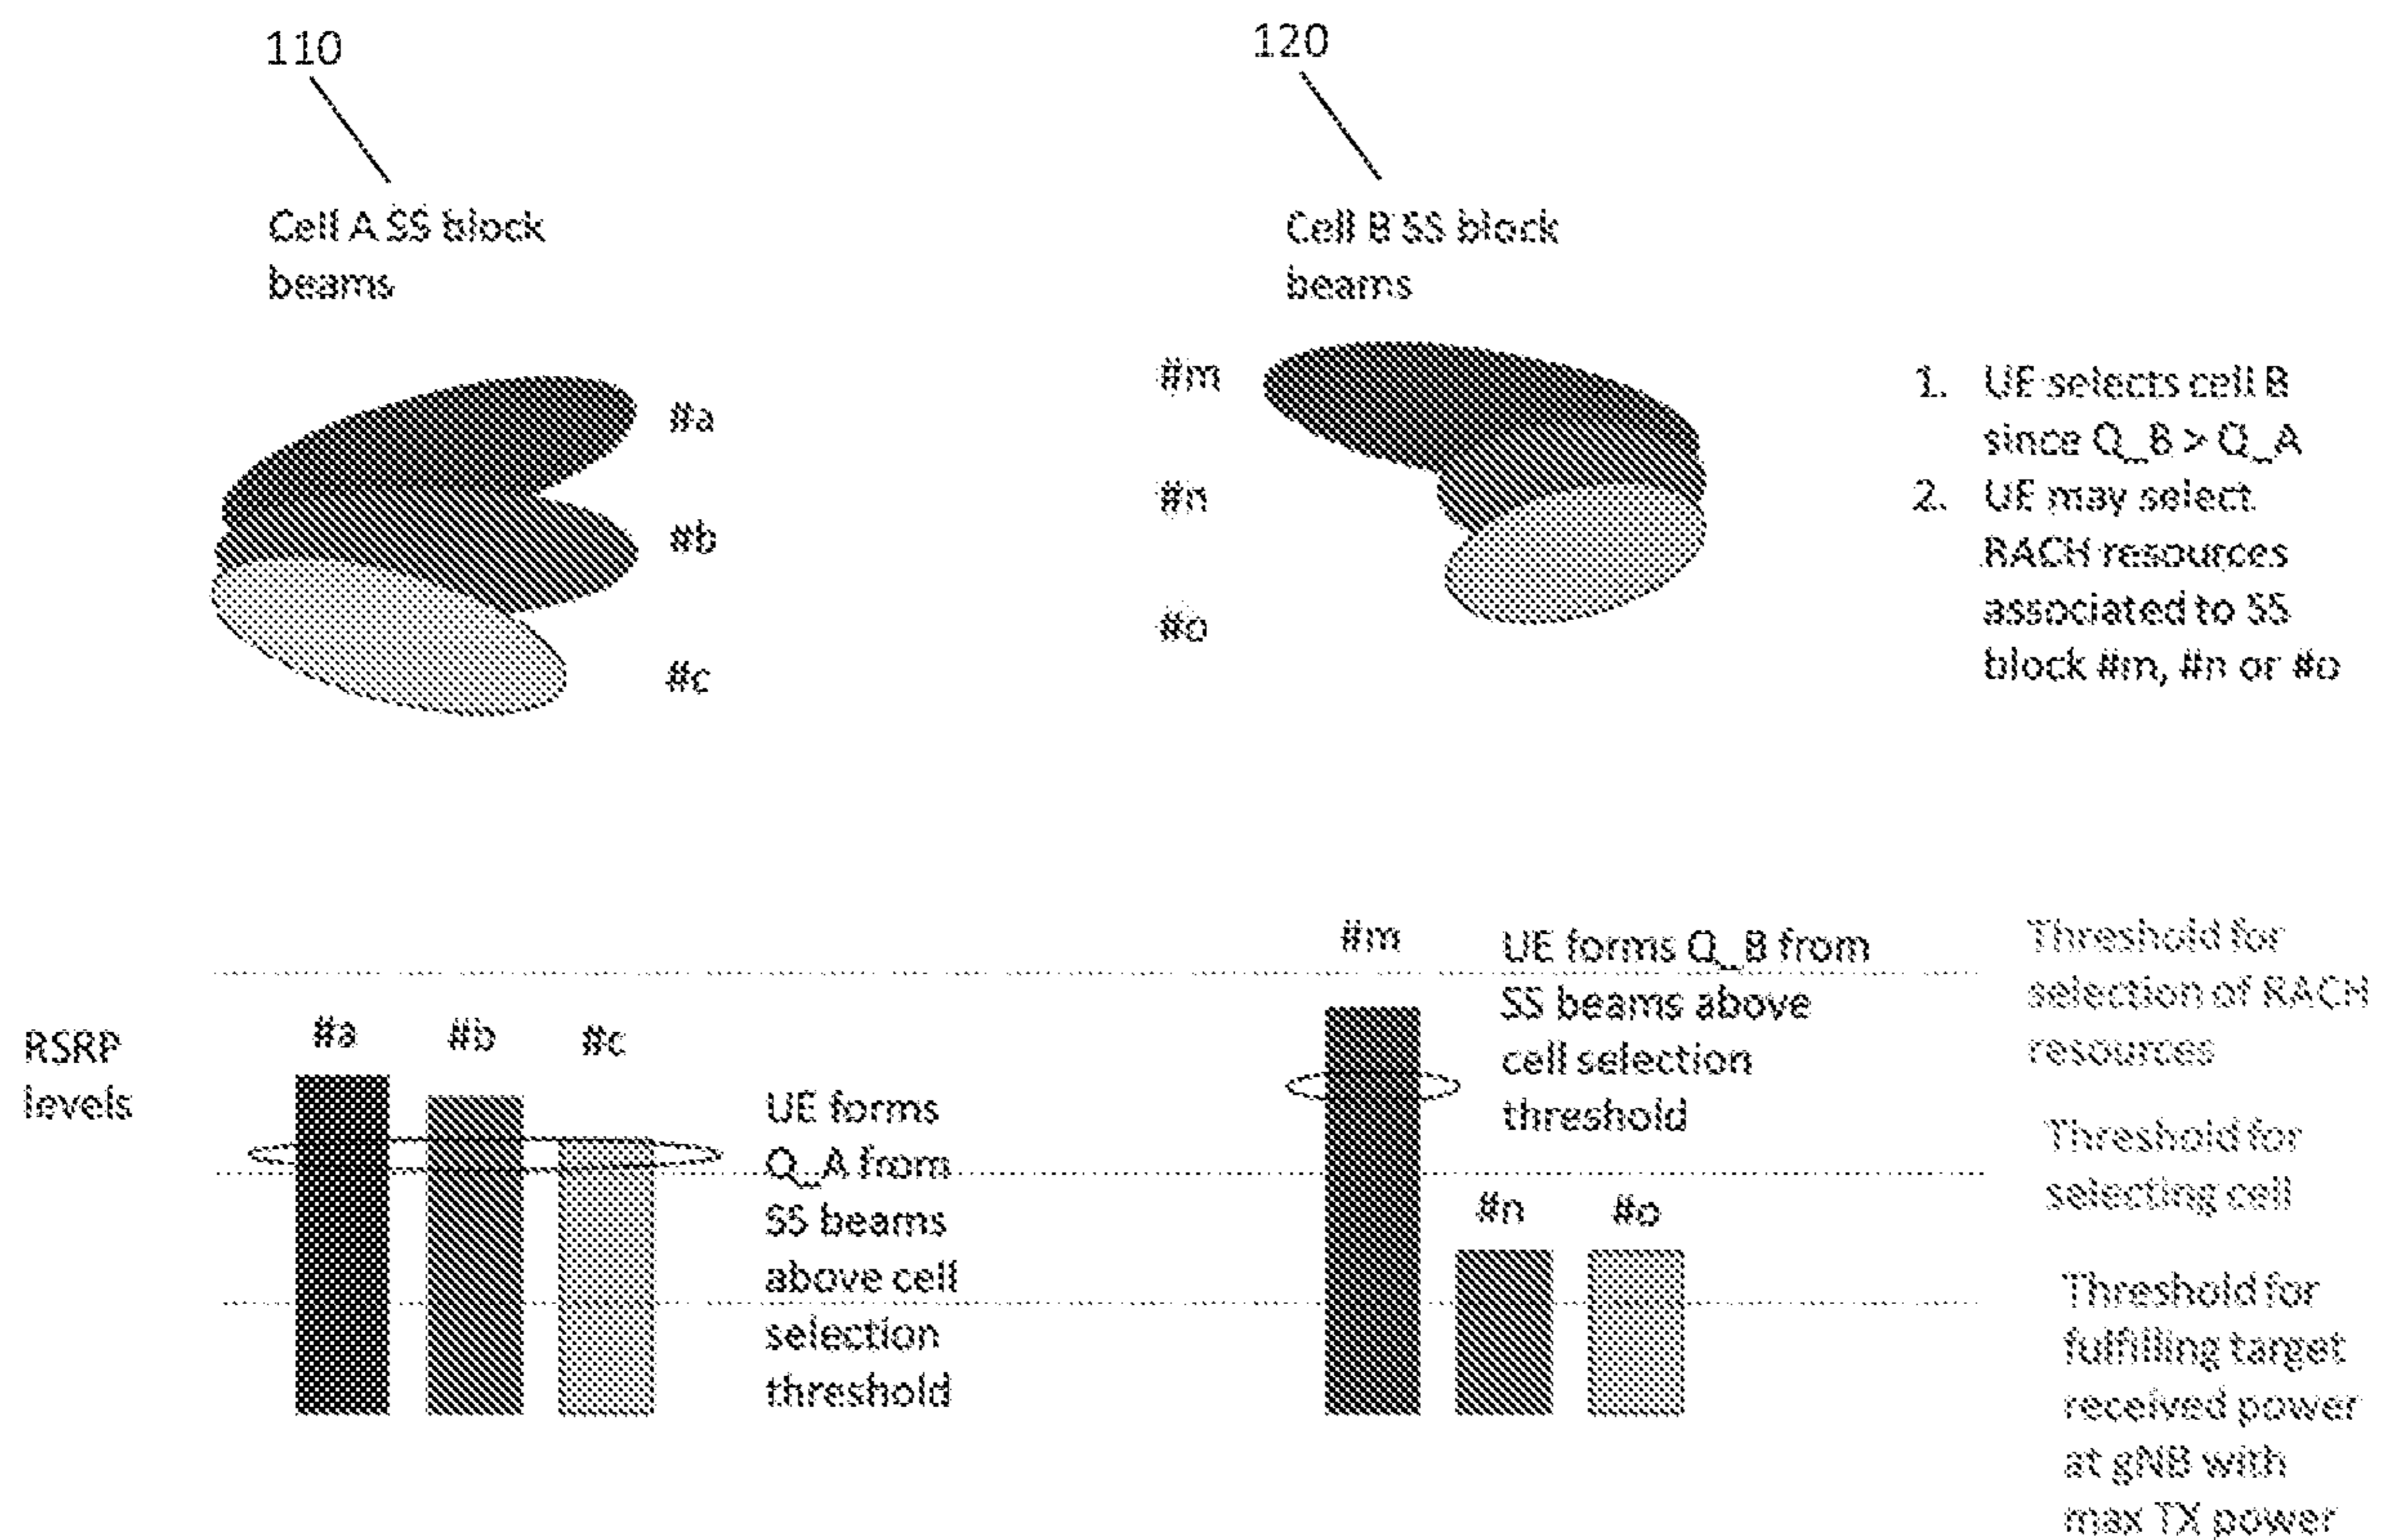 110
120
Cell A SS block
beams
Cell B SS block
beams
#a
#b
#c
#m
#n
#o
1. UE selects cell B
since Q_B > Q_A
2. UE may select
RACH resources
associated to SS
block #m, #n or #o
RSRP
levels
#a
#b
#c
UE forms
Q_A from
SS beams
above cell
selection
threshold
#m
#n
#o
UE forms Q_B from
SS beams above
cell selection
threshold
Threshold for
selection of RACH
resources
Threshold for
selecting cell
Threshold for
fulfilling target
received power
at gNB with
max TX power